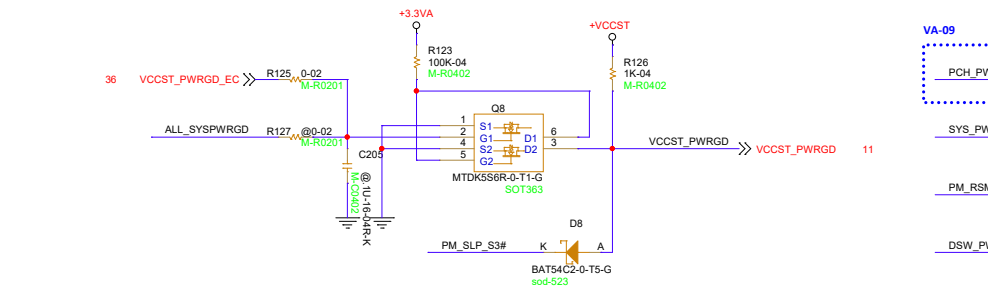 +3.3VA
+VCCST
VA-09
R123
100K-04
M-R0402
R126
1K-04
M-R0402
36 VCCST_PWRGD_EC R125 0-02
M-R0201
PCH_PW
Q8
ALL_SYSPWRGD R127 @0-02
M-R0201
1 S1
2 G1 D1 6
4 S2 D2 3
5 G2
SYS_PW
VCCST_PWRGD VCCST_PWRGD 11
C205
@.1U-16-04R-K
M-C0402
MTDK5S6R-0-T1-G
SOT363
PM_RSM
D8
PM_SLP_S3# K A
DSW_PW
BAT54C2-0-T5-G
sod-523